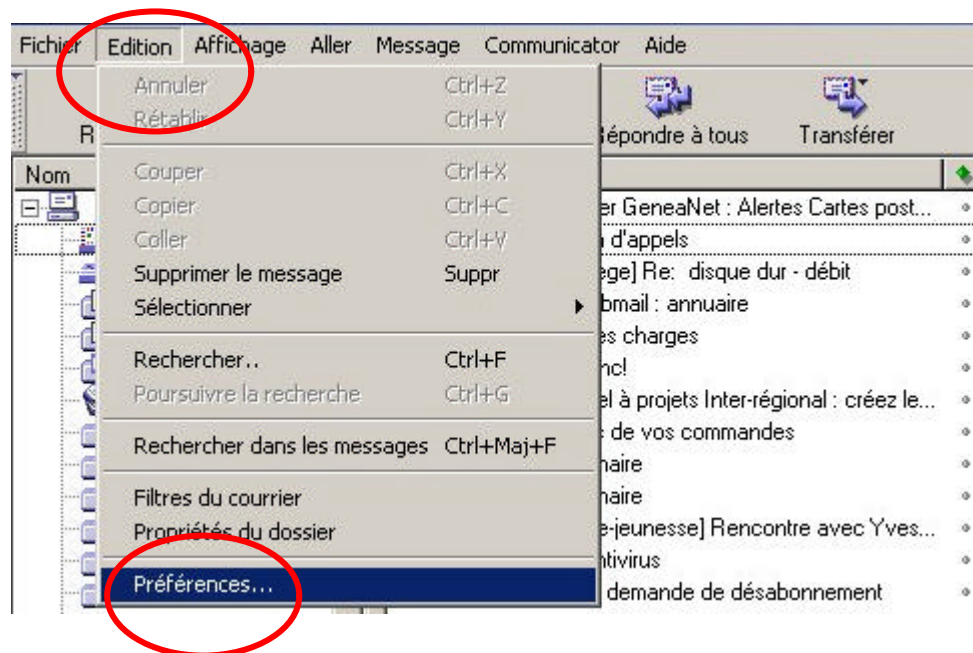 Fichier Edition Affichage Aller Message Communicator Aide
Annuler Ctrl+Z
Rétablir Ctrl+Y
R
Répondre à tous Transférer
Nom
Couper Ctrl+X
Copier Ctrl+C
Coller Ctrl+V
Supprimer le message Suppr
Sélectionner
Rechercher.. Ctrl+F
Poursuivre la recherche Ctrl+G
Rechercher dans les messages Ctrl+Maj+F
Filtres du courrier
Propriétés du dossier
Préférences...
er GeneaNet : Alertes Cartes post...
d'appels
ege] Re: disque dur - débit
bmail : annuaire
es charges
nc!
el à projets Inter-régional : créez le...
de vos commandes
naire
naire
e-jeunesse] Rencontre avec Yves...
ntivirus
demande de désabonnement